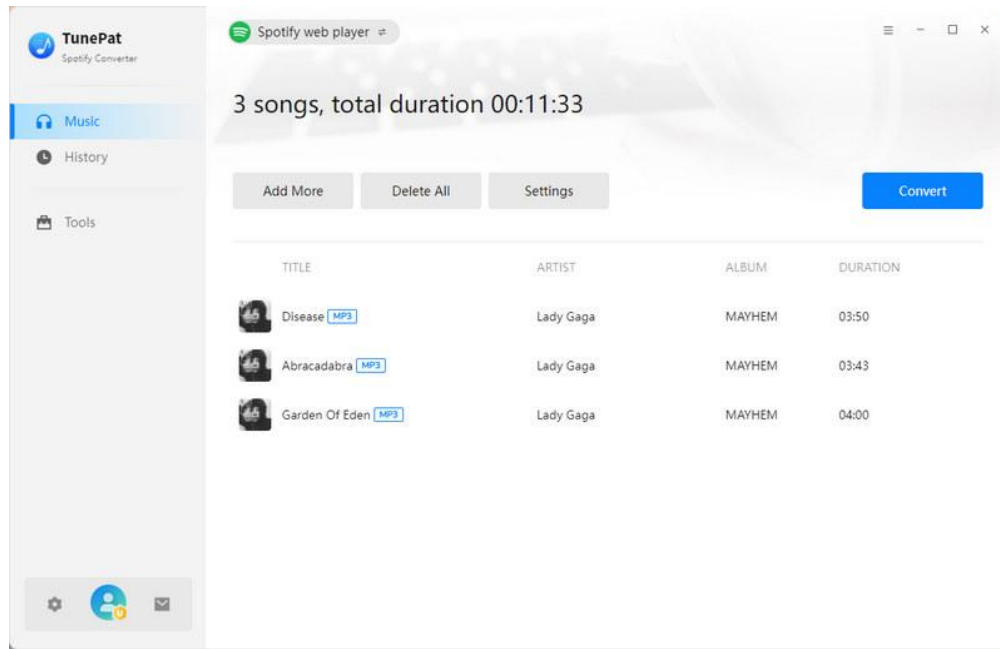 TunePat
Spotify Converter
Music
History
Tools
Spotify web player
3 songs, total duration 00:11:33
Add More Delete All Settings Convert
TITLE ARTIST ALBUM DURATION
Disease MP3 Lady Gaga MAYHEM 03:50
Abracadabra MP3 Lady Gaga MAYHEM 03:43
Garden Of Eden MP3 Lady Gaga MAYHEM 04:00